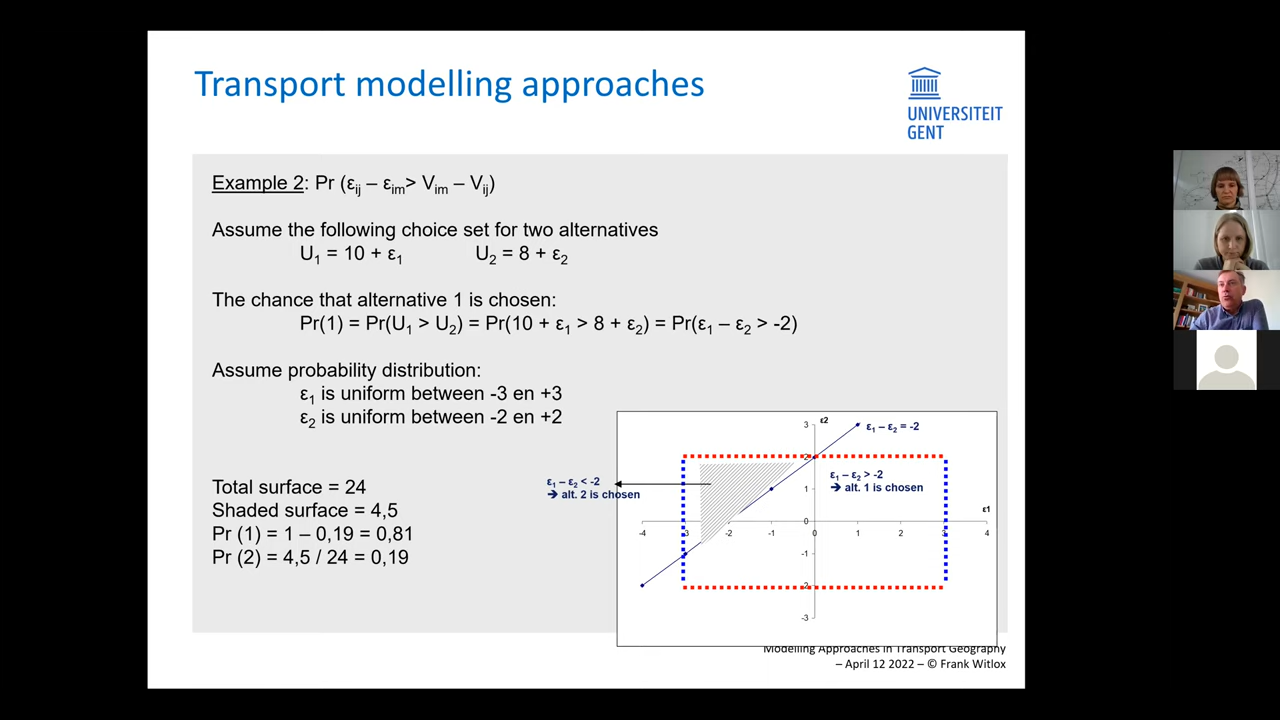 Transport modelling approaches
UNIVERSITEIT
GENT
Example 2: Pr (εij – εim> Vim – Vij)
Assume the following choice set for two alternatives
U1 = 10 + ε1 U2 = 8 + ε2
The chance that alternative 1 is chosen:
Pr(1) = Pr(U1 > U2) = Pr(10 + ε1 > 8 + ε2) = Pr(ε1 – ε2 > -2)
Assume probability distribution:
ε1 is uniform between -3 en +3
ε2 is uniform between -2 en +2
Total surface = 24
Shaded surface = 4,5
Pr (1) = 1 – 0,19 = 0,81
Pr (2) = 4,5 / 24 = 0,19
ε1 – ε2 < -2
➔ alt. 2 is chosen
ε2
ε1 – ε2 = -2
ε1 – ε2 > -2
➔ alt. 1 is chosen
ε1
3
2
1
0
-4 -3 -2 -1 0 1 2 3 4
-1
-2
-3
Modelling Approaches in Transport Geography
– April 12 2022 – © Frank Witlox